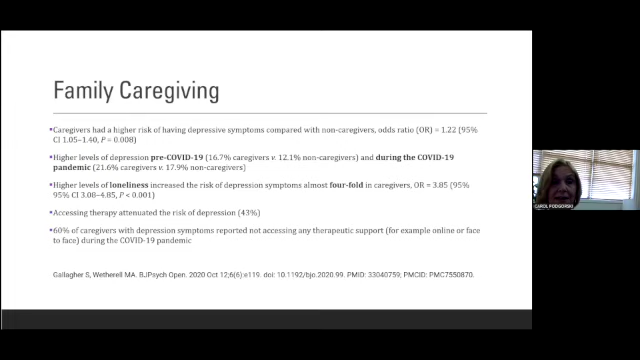 Family Caregiving
▪Caregivers had a higher risk of having depressive symptoms compared with non-caregivers, odds ratio (OR) = 1.22 (95%
CI 1.05–1.40, P = 0.008)
▪Higher levels of depression pre-COVID-19 (16.7% caregivers v. 12.1% non-caregivers) and during the COVID-19
pandemic (21.6% caregivers v. 17.9% non-caregivers)
▪Higher levels of loneliness increased the risk of depression symptoms almost four-fold in caregivers, OR = 3.85 (95%
95% CI 3.08–4.85, P < 0.001)
▪Accessing therapy attenuated the risk of depression (43%)
▪60% of caregivers with depression symptoms reported not accessing any therapeutic support (for example online or face
to face) during the COVID-19 pandemic
Gallagher S, Wetherell MA. BJPsych Open. 2020 Oct 12;6(6):e119. doi: 10.1192/bjo.2020.99. PMID: 33040759; PMCID: PMC7550870.
CAROL PODGORSKI